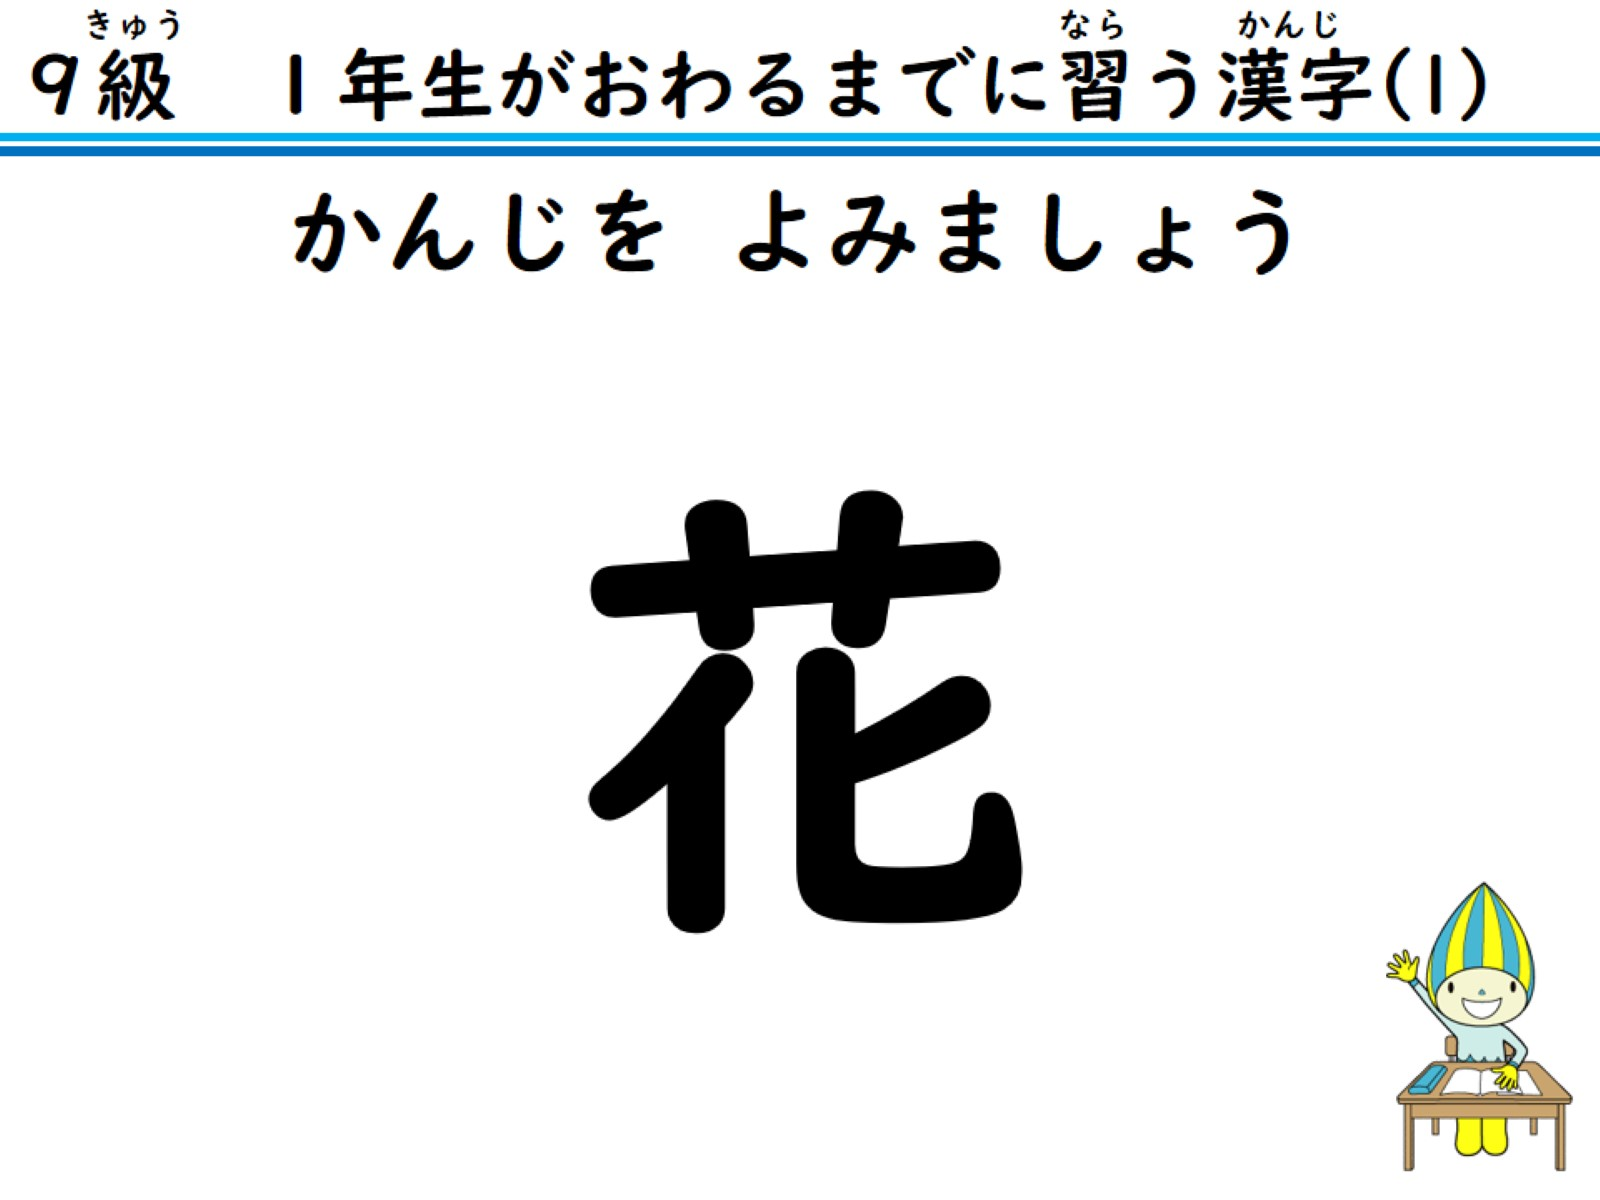 きゅう なら かんじ
9級 1年生がおわるまでに習う漢字(1)
かんじを よみましょう
花